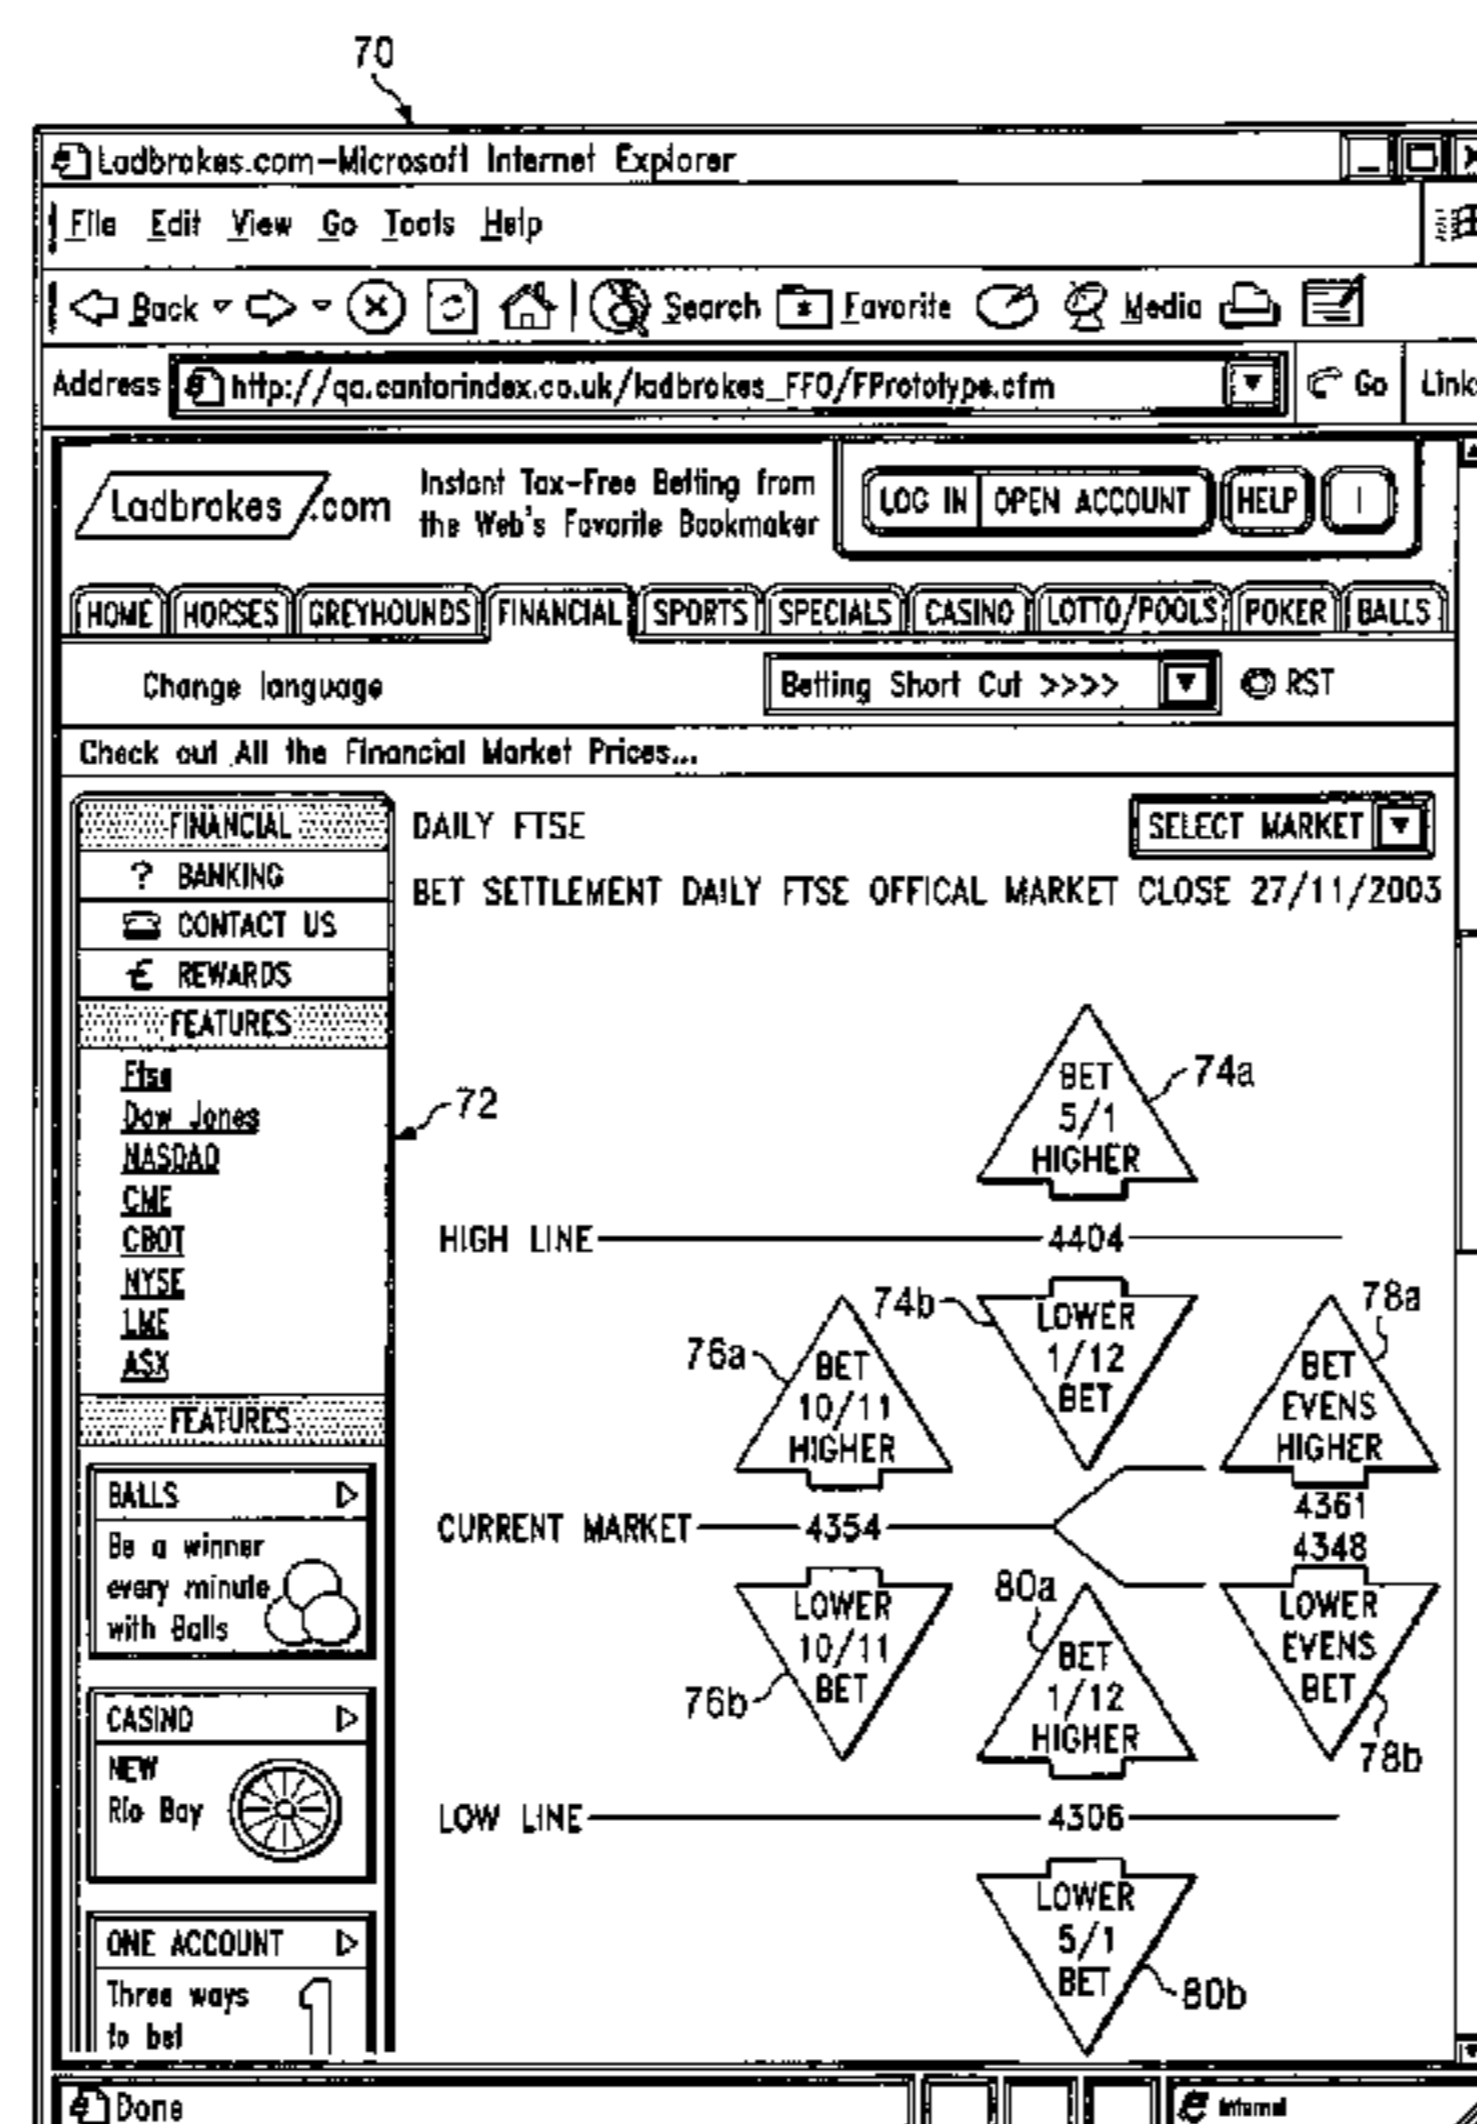 70
Ladbrokes.com-Microsoft Internet Explorer
File Edit View Go Tools Help
Back Search Favorite Media
Address http://qa.cantorindex.co.uk/ladbrokes_FFO/FPrototype.cfm Go Links
Ladbrokes.com
Instant Tax-Free Betting from
the Web's Favorite Bookmaker
LOG IN OPEN ACCOUNT HELP I
HOME HORSES GREYHOUNDS FINANCIAL SPORTS SPECIALS CASINO LOTTO/POOLS POKER BALLS
Change language Betting Short Cut >>>> RST
Check out All the Financial Market Prices...
FINANCIAL
? BANKING
CONTACT US
€ REWARDS
FEATURES
Ftse
Dow Jones
NASDAQ
CME
CBOT
NYSE
LME
ASX
FEATURES
BALLS
Be a winner
every minute
with Balls
CASINO
NEW
Rio Bay
ONE ACCOUNT
Three ways
to bet
1
72
DAILY FTSE SELECT MARKET
BET SETTLEMENT DAILY FTSE OFFICAL MARKET CLOSE 27/11/2003
BET
5/1
HIGHER
74a
HIGH LINE 4404
74b
LOWER
1/12
BET
76a
BET
10/11
HIGHER
78a
BET
EVENS
HIGHER
4361
CURRENT MARKET 4354
4348
LOWER
10/11
BET
76b
80a
BET
1/12
HIGHER
LOWER
EVENS
BET
78b
LOW LINE 4306
LOWER
5/1
BET
80b
Done Internal